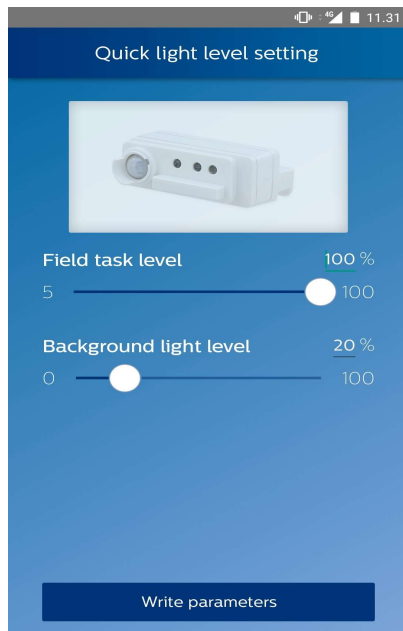 4G 11.31
Quick light level setting
Field task level 100 %
5 100
Background light level 20 %
0 100
Write parameters